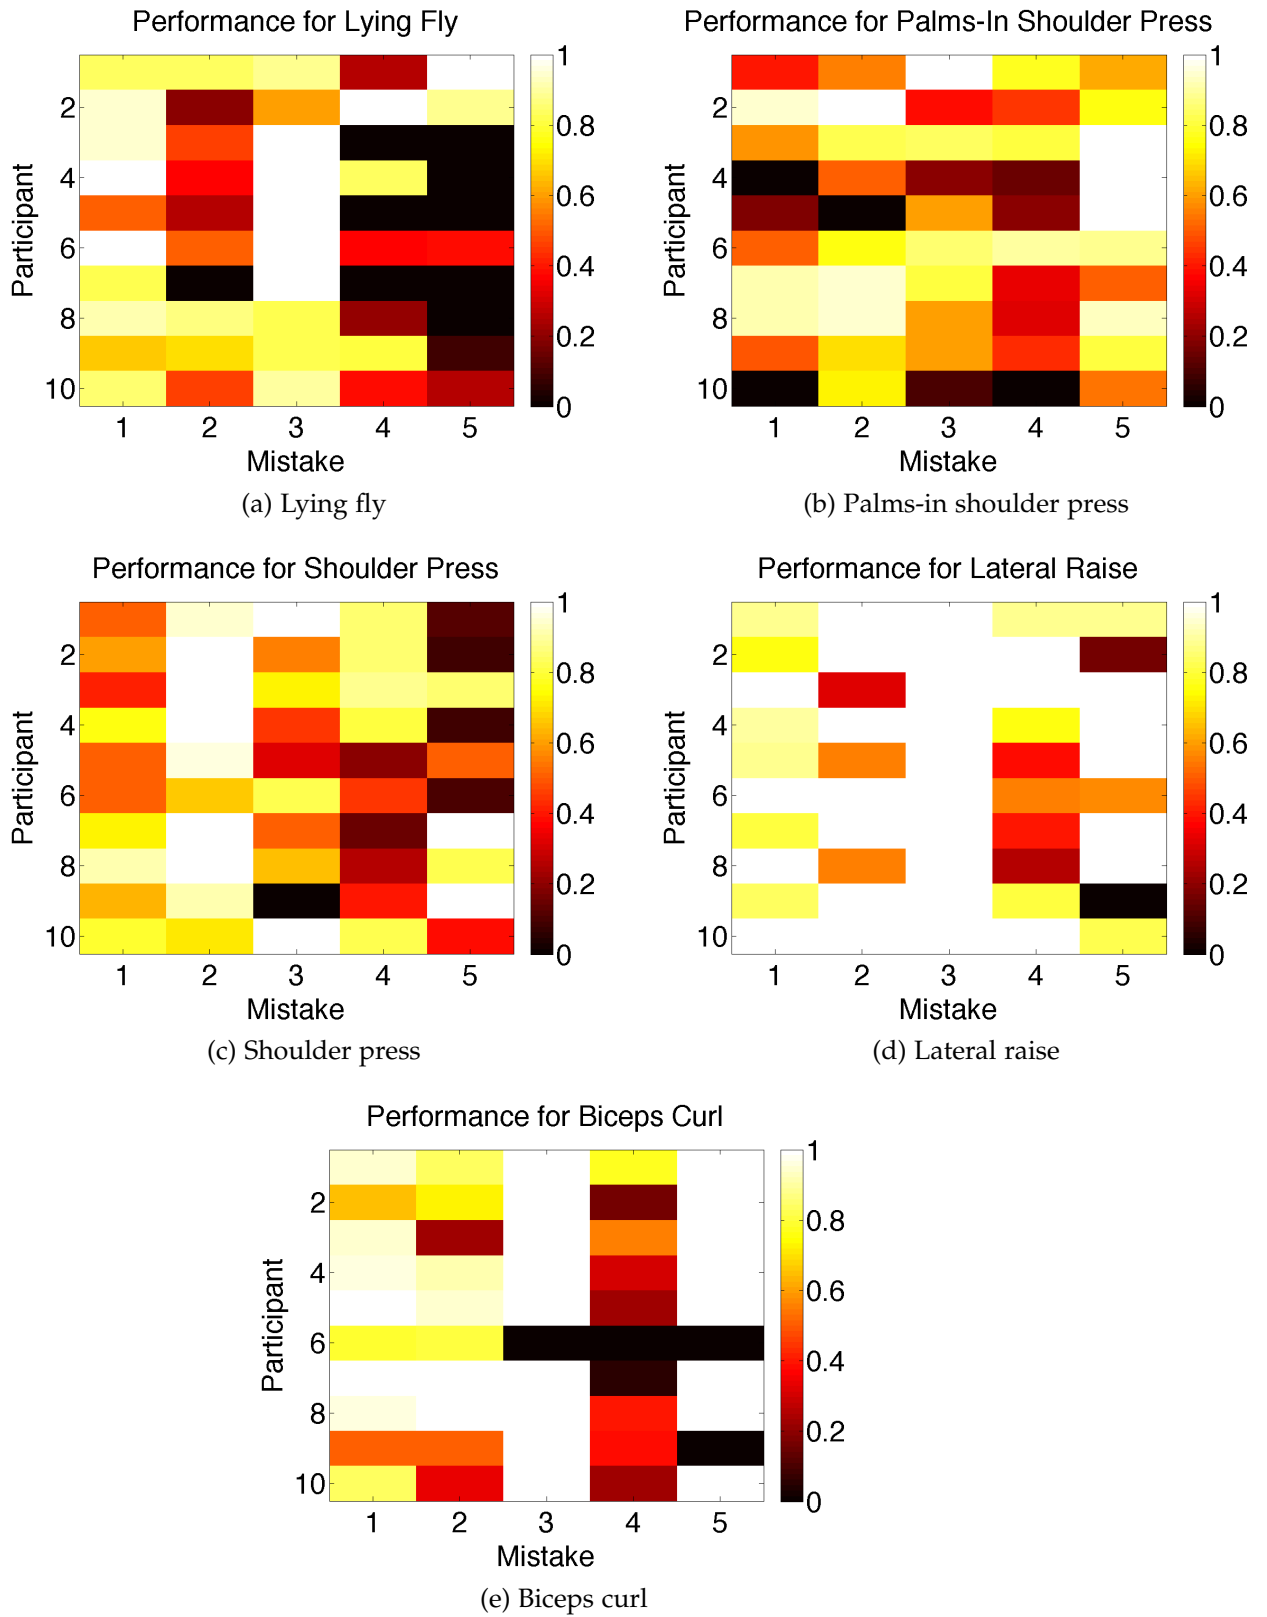 Performance for Lying Fly
Participant
2
4
6
8
10
1 2 3 4 5
Mistake
1
0.8
0.6
0.4
0.2
0
(a) Lying fly
Performance for Palms-In Shoulder Press
Participant
2
4
6
8
10
1 2 3 4 5
Mistake
1
0.8
0.6
0.4
0.2
0
(b) Palms-in shoulder press
Performance for Shoulder Press
Participant
2
4
6
8
10
1 2 3 4 5
Mistake
1
0.8
0.6
0.4
0.2
0
(c) Shoulder press
Performance for Lateral Raise
Participant
2
4
6
8
10
1 2 3 4 5
Mistake
1
0.8
0.6
0.4
0.2
0
(d) Lateral raise
Performance for Biceps Curl
Participant
2
4
6
8
10
1 2 3 4 5
Mistake
1
0.8
0.6
0.4
0.2
0
(e) Biceps curl